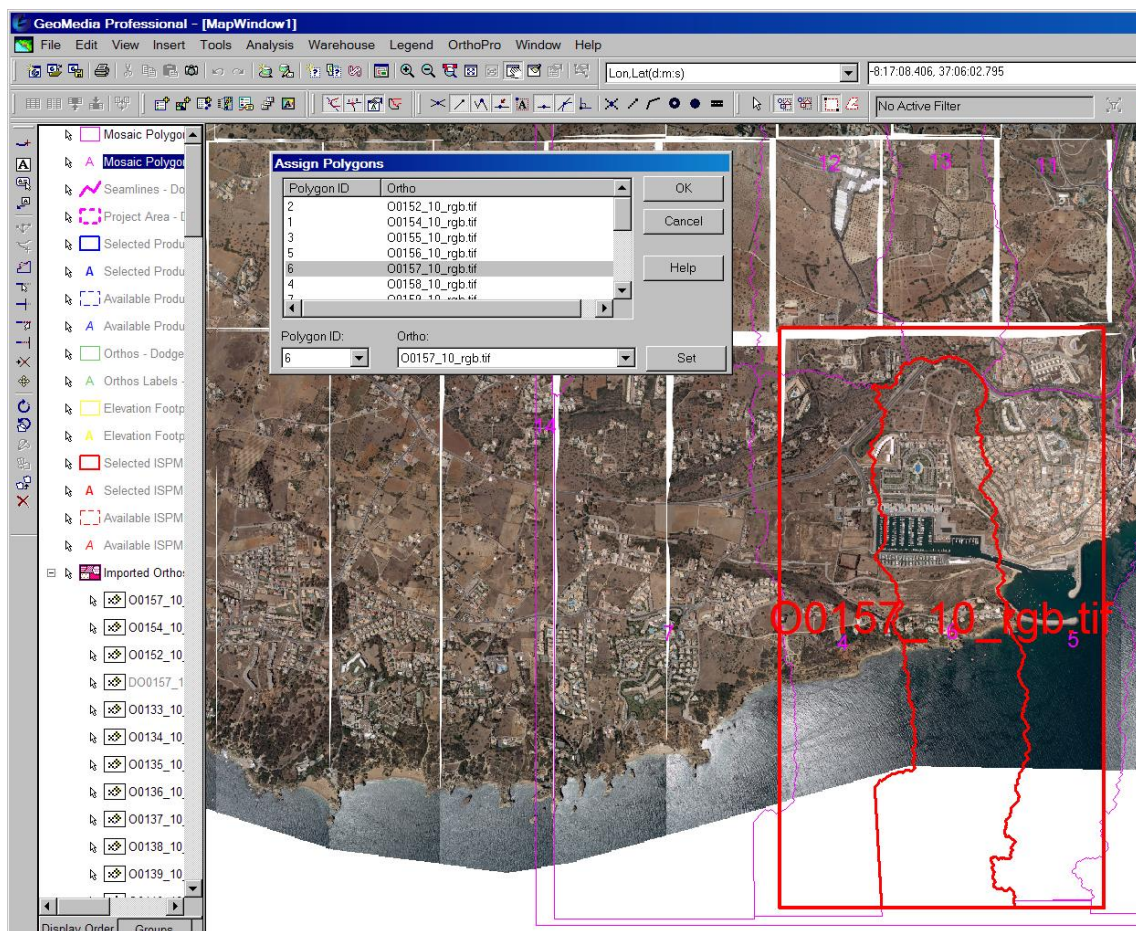 GeoMedia Professional - [MapWindow1]
File Edit View Insert Tools Analysis Warehouse Legend OrthoPro Window Help
Lon,Lat(d:m:s)
-8:17:08.406, 37:06:02.795
No Active Filter
Mosaic Polygon
A Mosaic Polygon
Seamlines - Do
Project Area - D
Selected Produ
A Selected Produ
Available Produ
A Available Produ
Orthos - Dodge
A Orthos Labels -
Elevation Footp
A Elevation Footp
Selected ISPM
A Selected ISPM
Available ISPM
A Available ISPM
Imported Orthos
O0157_10_
O0154_10_
O0152_10_
DO0157_1
O0133_10_
O0134_10_
O0135_10_
O0136_10_
O0137_10_
O0138_10_
O0139_10_
Display Order Groups
Assign Polygons
Polygon ID Ortho
2 O0152_10_rgb.tif
1 O0154_10_rgb.tif
3 O0155_10_rgb.tif
5 O0156_10_rgb.tif
6 O0157_10_rgb.tif
4 O0158_10_rgb.tif
7 O0159_10_rgb.tif
OK
Cancel
Help
Polygon ID:
Ortho:
6
O0157_10_rgb.tif
Set
12
13
11
14
O0157_10_rgb.tif
7
4
6
5